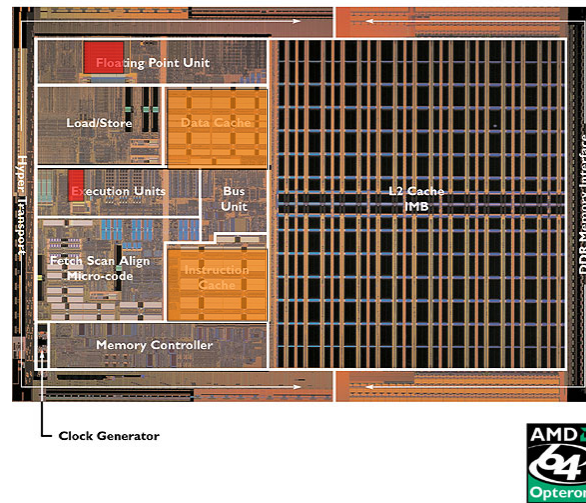 Floating Point Unit
Load/Store
Data Cache
Hyper Transport
Execution Units
Bus
Unit
L2 Cache
IMB
DDR Memory Interface
Fetch Scan Align
Micro-code
Instruction
Cache
Memory Controller
Clock Generator
AMD
64
Opteron